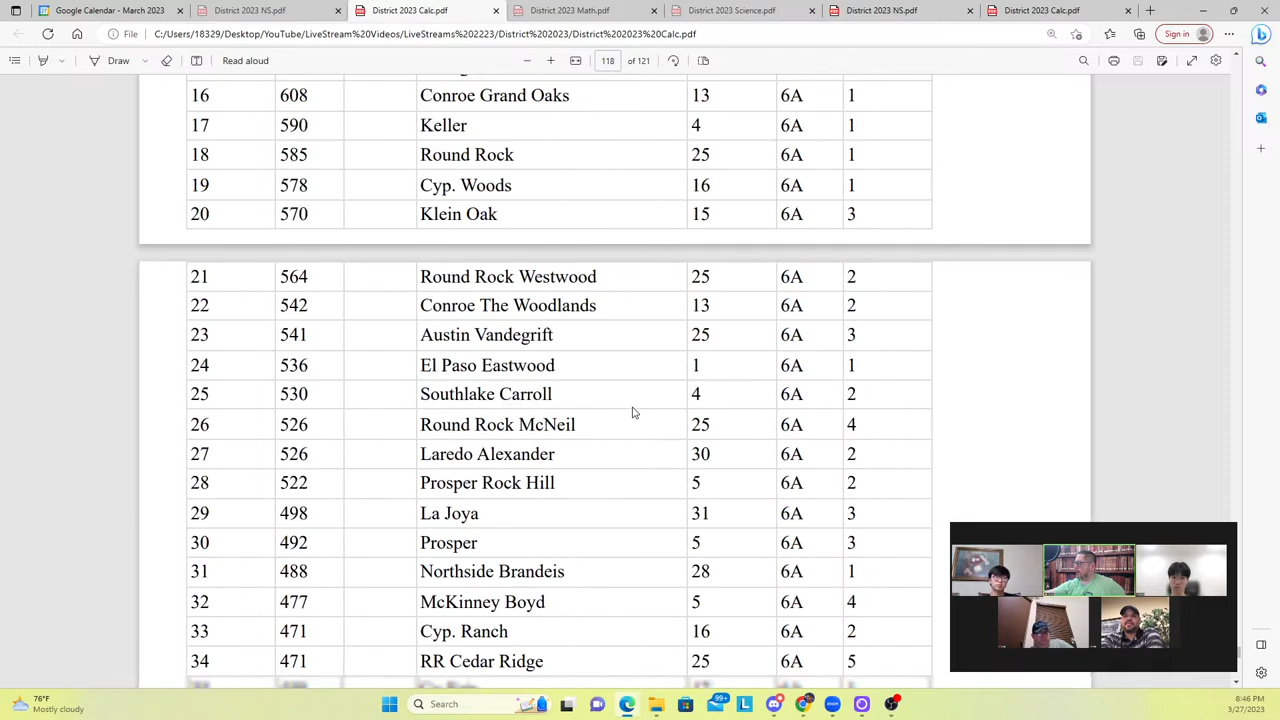 Google Calendar - March 2023
District 2023 NS.pdf
District 2023 Calc.pdf
District 2023 Math.pdf
District 2023 Science.pdf
District 2023 NS.pdf
District 2023 Calc.pdf
File C:/Users/18329/Desktop/YouTube/LiveStream%20Videos/LiveStreams%202223/District%202023/District%202023%20Calc.pdf
Sign in
Draw
Read aloud
118 of 121
16 608 Conroe Grand Oaks 13 6A 1
17 590 Keller 4 6A 1
18 585 Round Rock 25 6A 1
19 578 Cyp. Woods 16 6A 1
20 570 Klein Oak 15 6A 3
21 564 Round Rock Westwood 25 6A 2
22 542 Conroe The Woodlands 13 6A 2
23 541 Austin Vandegrift 25 6A 3
24 536 El Paso Eastwood 1 6A 1
25 530 Southlake Carroll 4 6A 2
26 526 Round Rock McNeil 25 6A 4
27 526 Laredo Alexander 30 6A 2
28 522 Prosper Rock Hill 5 6A 2
29 498 La Joya 31 6A 3
30 492 Prosper 5 6A 3
31 488 Northside Brandeis 28 6A 1
32 477 McKinney Boyd 5 6A 4
33 471 Cyp. Ranch 16 6A 2
34 471 RR Cedar Ridge 25 6A 5
76°F
Mostly cloudy
Search
99+
8:46 PM
3/27/2023